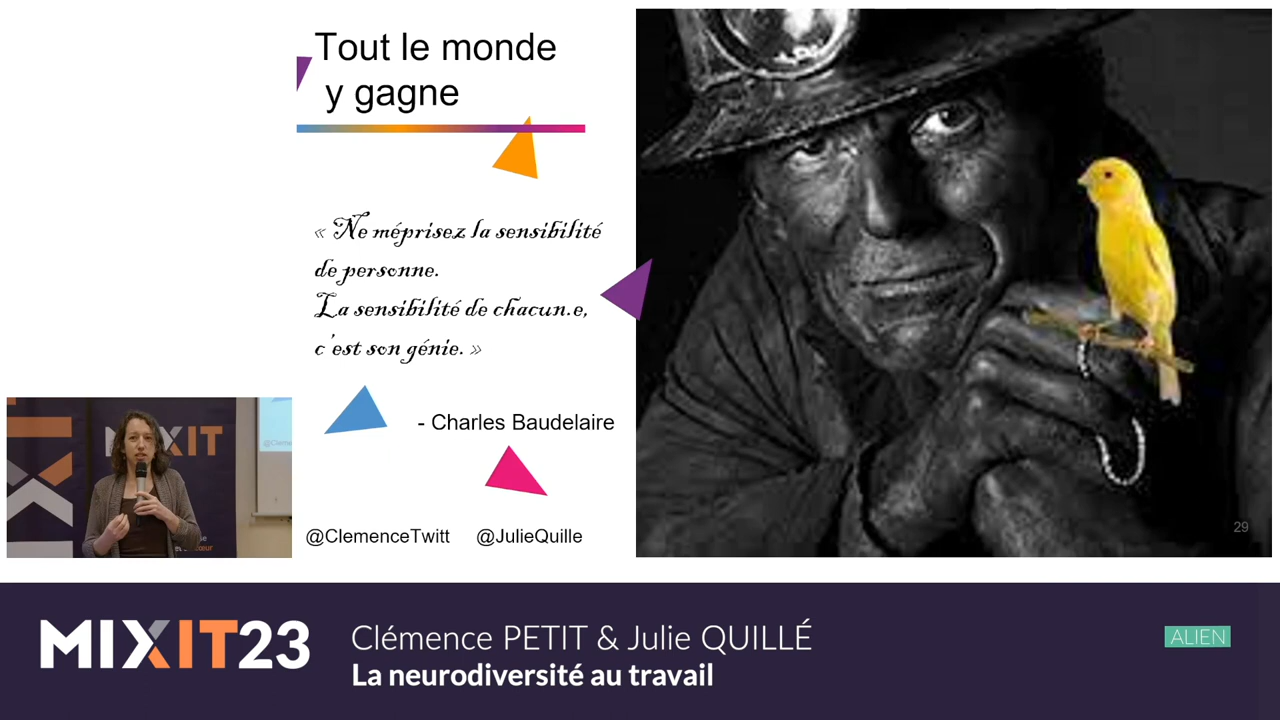 Tout le monde
y gagne
« Ne méprisez la sensibilité
de personne.
La sensibilité de chacun.e,
c'est son génie. »
- Charles Baudelaire
@ClemenceTwitt @JulieQuille
29
MIXIT
MIXIT23
Clémence PETIT & Julie QUILLÉ
La neurodiversité au travail
ALIEN